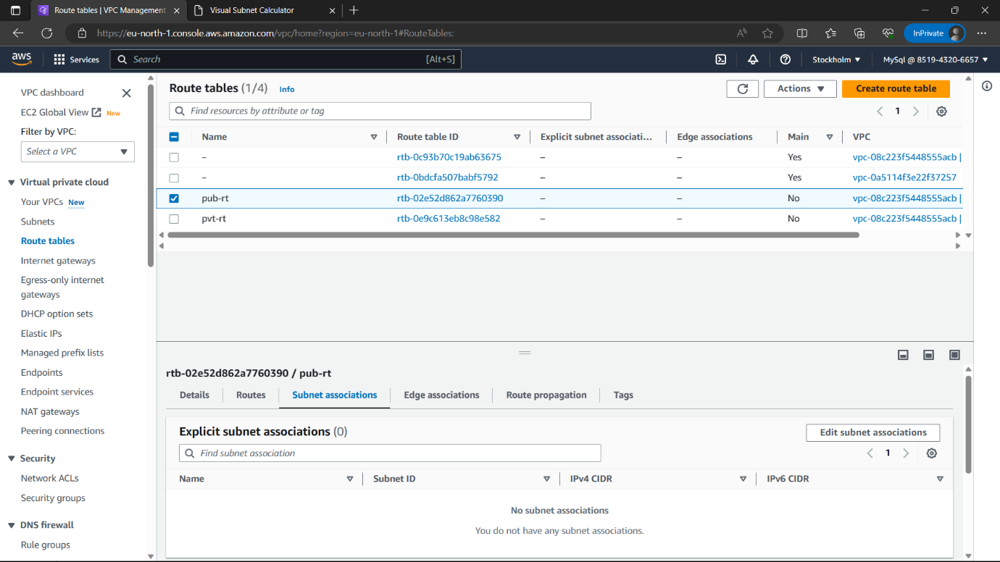 Route tables | VPC Management
Visual Subnet Calculator
https://eu-north-1.console.aws.amazon.com/vpc/home?region=eu-north-1#RouteTables:
InPrivate
aws
Services
Search
[Alt+S]
Stockholm
MySql @ 8519-4320-6657
VPC dashboard
EC2 Global View New
Filter by VPC:
Select a VPC
Virtual private cloud
Your VPCs New
Subnets
Route tables
Internet gateways
Egress-only internet
gateways
DHCP option sets
Elastic IPs
Managed prefix lists
Endpoints
Endpoint services
NAT gateways
Peering connections
Security
Network ACLs
Security groups
DNS firewall
Rule groups
Route tables (1/4) Info
Actions
Create route table
Find resources by attribute or tag
1
Name Route table ID Explicit subnet associati... Edge associations Main VPC
– rtb-0c93b70c19ab63675 – – Yes vpc-08c223f5448555acb |
– rtb-0bdcfa507babf5792 – – Yes vpc-0a5114f3e22f37257
pub-rt rtb-02e52d862a7760390 – – No vpc-08c223f5448555acb |
pvt-rt rtb-0e9c613eb8c98e582 – – No vpc-08c223f5448555acb |
rtb-02e52d862a7760390 / pub-rt
Details Routes Subnet associations Edge associations Route propagation Tags
Explicit subnet associations (0)
Edit subnet associations
Find subnet association
1
Name Subnet ID IPv4 CIDR IPv6 CIDR
No subnet associations
You do not have any subnet associations.